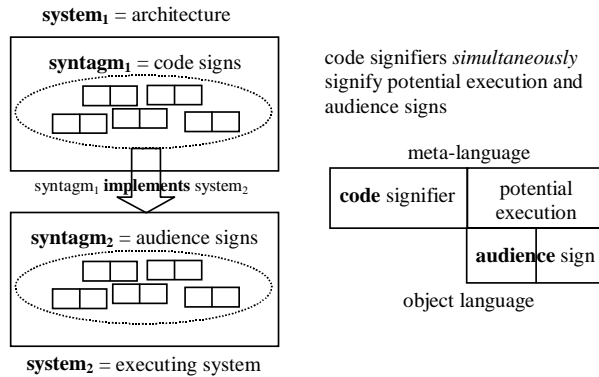 system₁ = architecture
syntagm₁ = code signs
syntagm₁ implements system₂
syntagm₂ = audience signs
system₂ = executing system
code signifiers simultaneously
signify potential execution and
audience signs
meta-language
code signifier
potential
execution
audience sign
object language